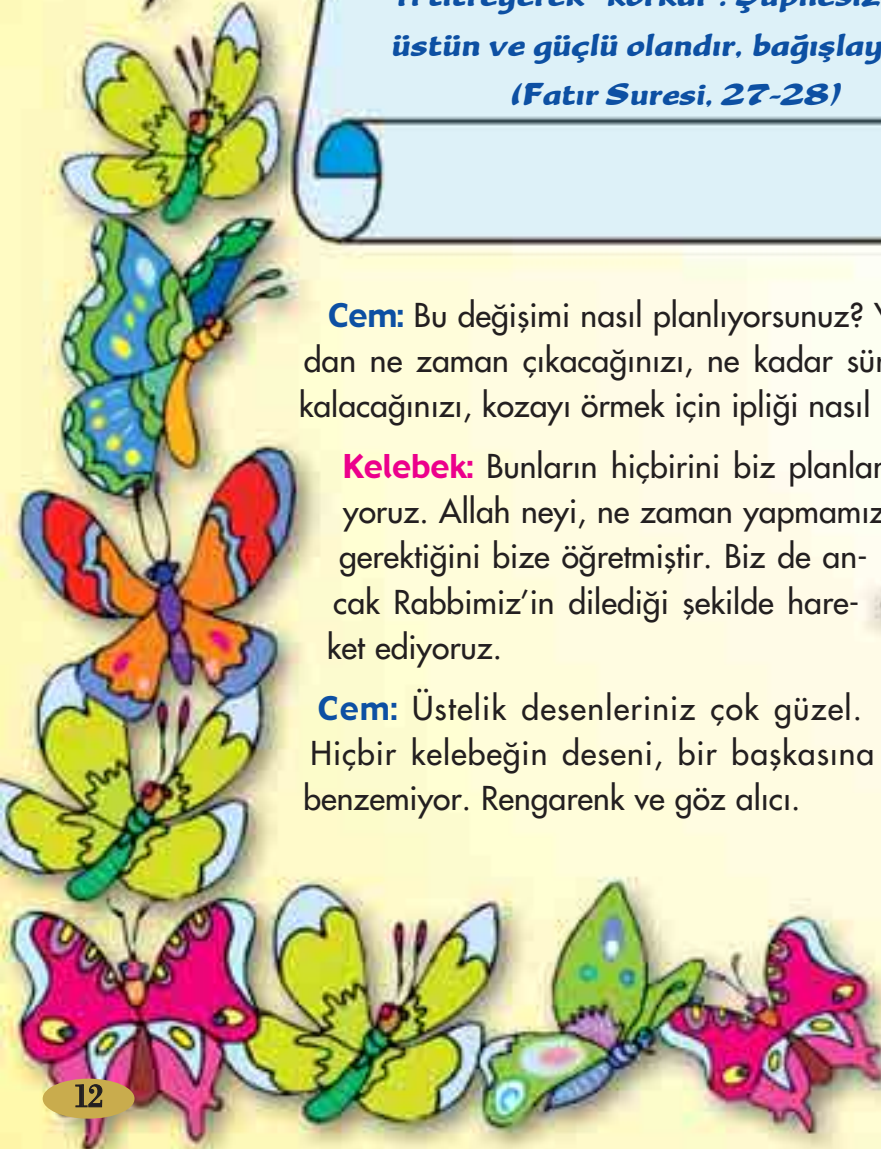 titreyerek 'korkar'. Şüphesiz
üstün ve güçlü olandır, bağışlay
(Fatır Suresi, 27-28)
Cem: Bu değişimi nasıl planlıyorsunuz? Y
dan ne zaman çıkacağınızı, ne kadar sür
kalacağınızı, kozayı örmek için ipliği nasıl
Kelebek: Bunların hiçbirini biz planlar
yoruz. Allah neyi, ne zaman yapmamız
gerektiğini bize öğretmiştir. Biz de an-
cak Rabbimiz'in dilediği şekilde hare-
ket ediyoruz.
Cem: Üstelik desenleriniz çok güzel.
Hiçbir kelebeğin deseni, bir başkasına
benzemiyor. Rengarenk ve göz alıcı.
12